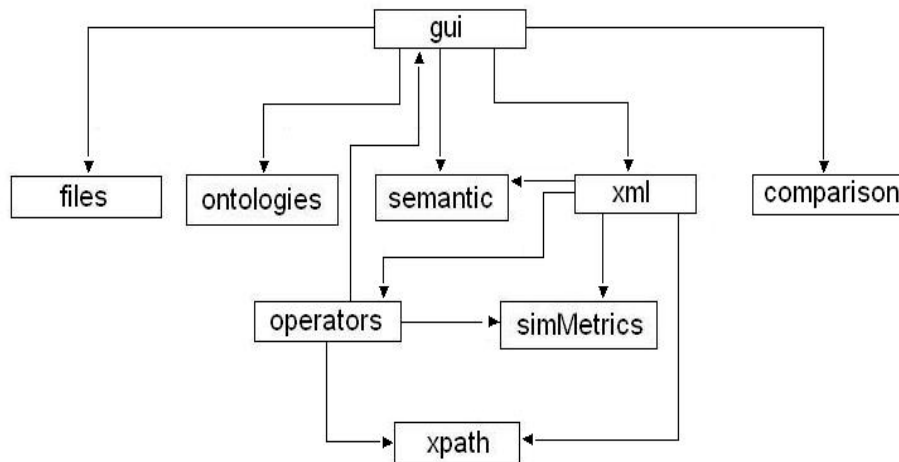 gui
files
ontologies
semantic
xml
comparison
operators
simMetrics
xpath